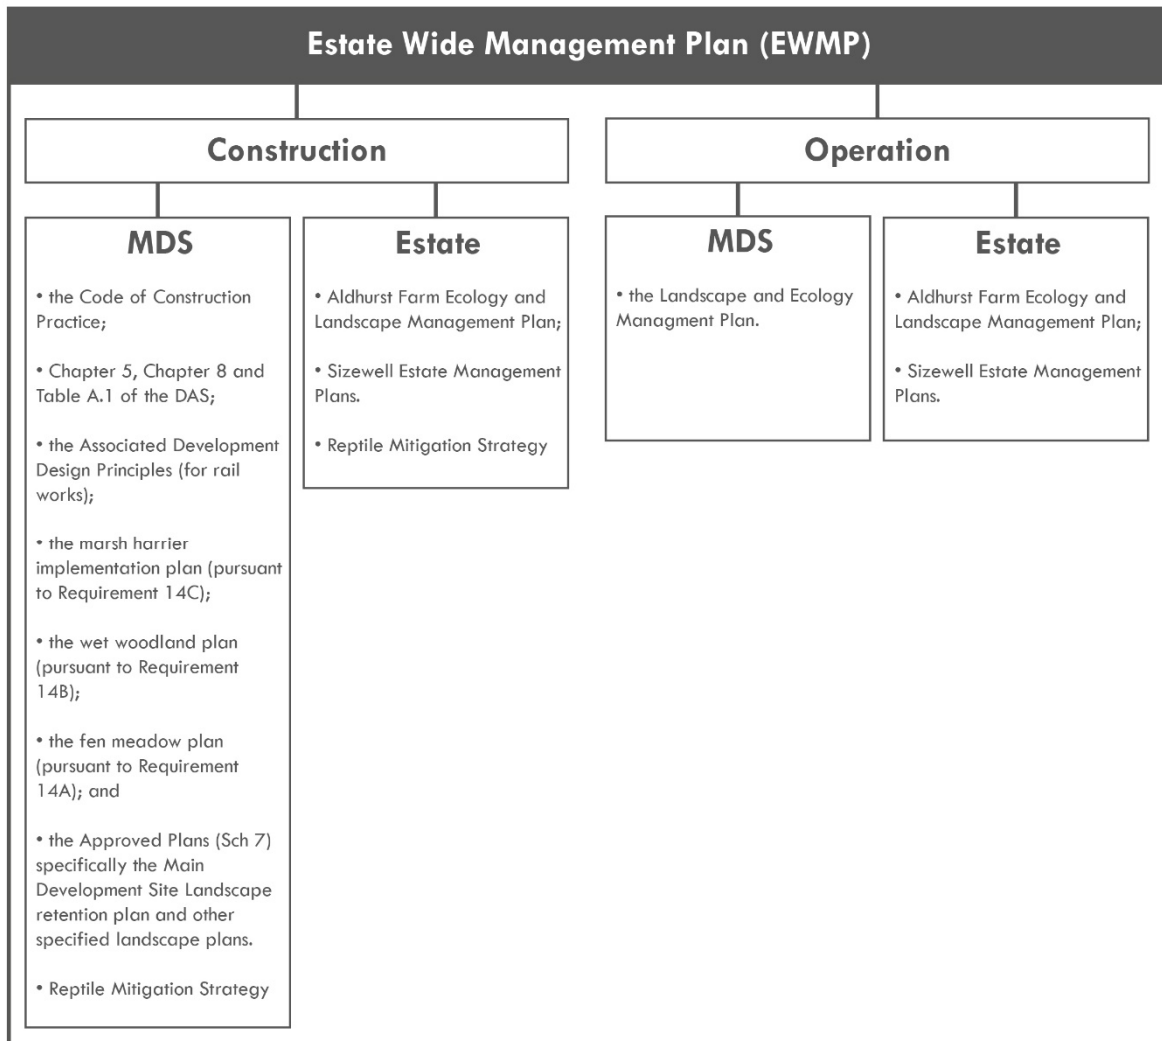 Estate Wide Management Plan (EWMP)
Construction
Operation
MDS
• the Code of Construction
Practice;
• Chapter 5, Chapter 8 and
Table A.1 of the DAS;
• the Associated Development
Design Principles (for rail
works);
• the marsh harrier
implementation plan (pursuant
to Requirement 14C);
• the wet woodland plan
(pursuant to Requirement
14B);
• the fen meadow plan
(pursuant to Requirement
14A); and
• the Approved Plans (Sch 7)
specifically the Main
Development Site Landscape
retention plan and other
specified landscape plans.
• Reptile Mitigation Strategy
Estate
• Aldhurst Farm Ecology and
Landscape Management Plan;
• Sizewell Estate Management
Plans.
• Reptile Mitigation Strategy
MDS
• the Landscape and Ecology
Managment Plan.
Estate
• Aldhurst Farm Ecology and
Landscape Management Plan;
• Sizewell Estate Management
Plans.